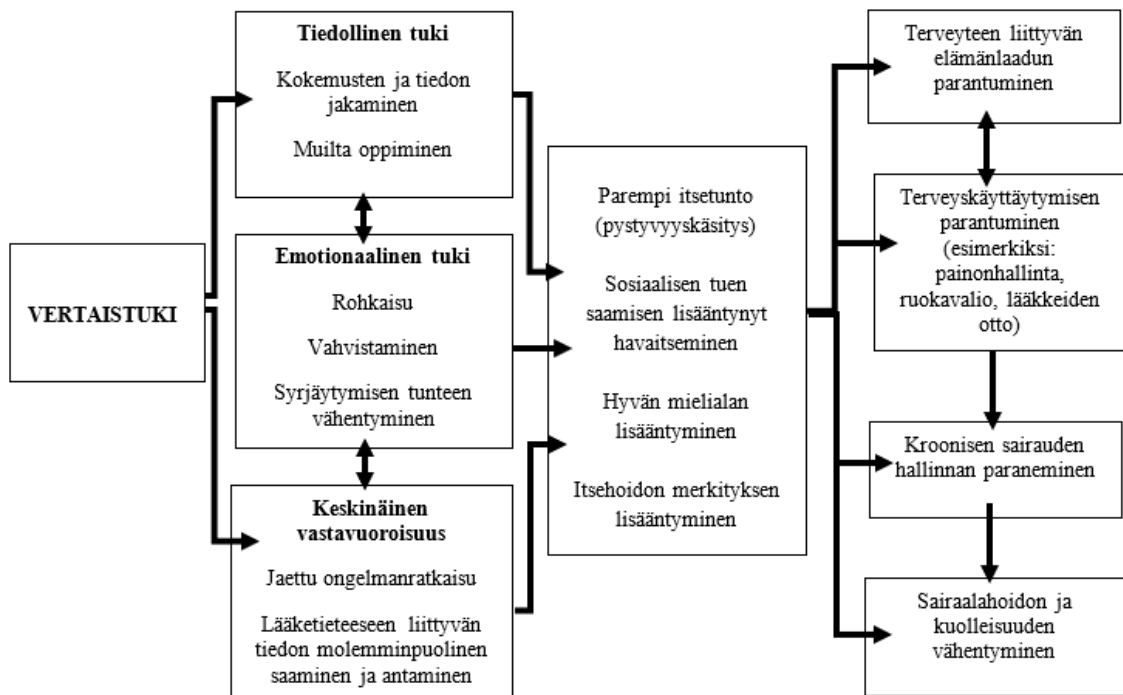 VERTAISTUKI
Tiedollinen tuki
Kokemusten ja tiedon
jakaminen
Muilta oppiminen
Emotionaalinen tuki
Rohkaisu
Vahvistaminen
Syrjäytymisen tunteen
vähentyminen
Keskinäinen
vastavuoroisuus
Jaettu ongelmanratkaisu
Lääketieteeseen liittyvän
tiedon molemminpuolinen
saaminen ja antaminen
Parempi itsetunto
(pystyvyyskäsitys)
Sosiaalisen tuen
saamisen lisääntynyt
havaitseminen
Hyvän mielialan
lisääntyminen
Itsehoidon merkityksen
lisääntyminen
Terveyteen liittyvän
elämänlaadun
parantuminen
Terveyskäyttäytymisen
parantuminen
(esimerkiksi:
painonhallinta,
ruokavalio, lääkkeiden
otto)
Kroonisen sairauden
hallinnan paraneminen
Sairaalahoidon ja
kuolleisuuden
vähentyminen